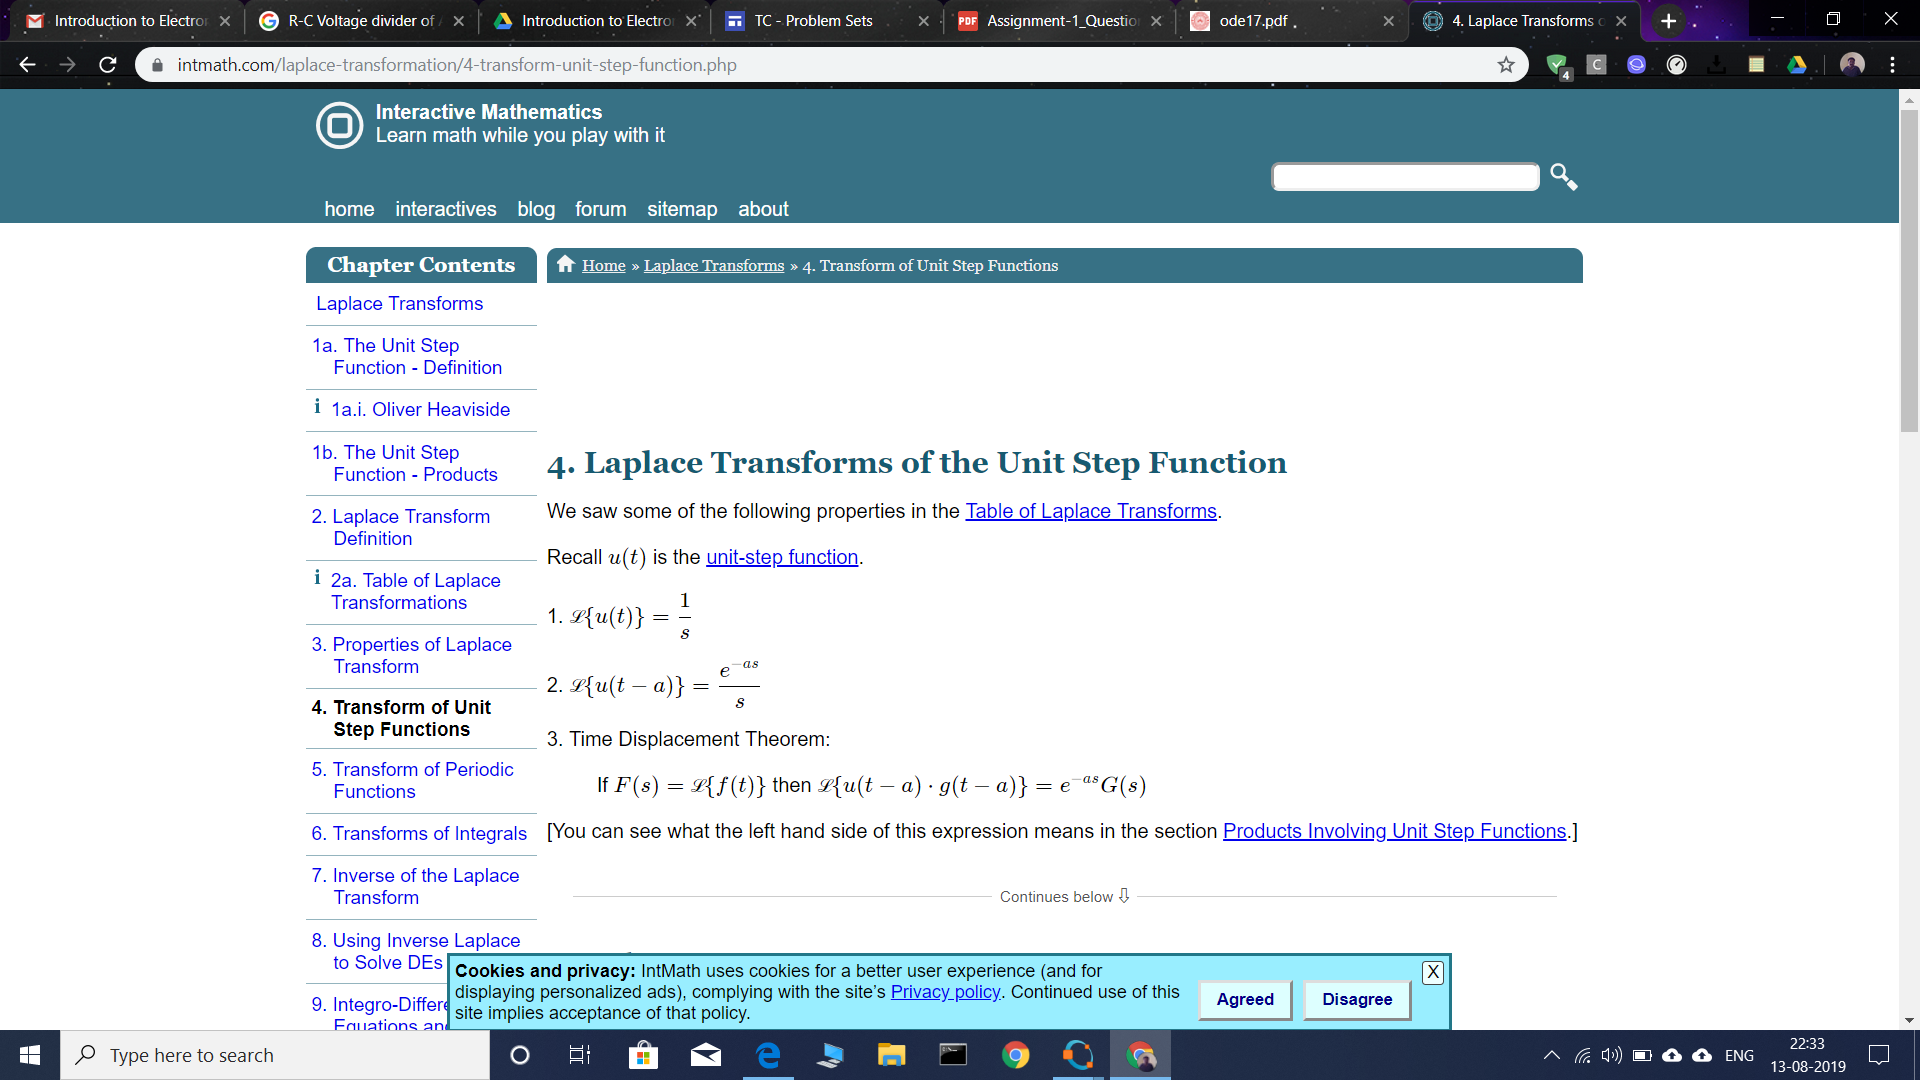 Introduction to Electror
R-C Voltage divider of
Introduction to Electro
TC - Problem Sets
PDF
Assignment-1_Questio
ode17.pdf
4. Laplace Transforms o
intmath.com/laplace-transformation/4-transform-unit-step-function.php
4
C
Interactive Mathematics
Learn math while you play with it
home interactives blog forum sitemap about
Chapter Contents
Home » Laplace Transforms » 4. Transform of Unit Step Functions
Laplace Transforms
1a. The Unit Step
Function - Definition
i 1a.i. Oliver Heaviside
1b. The Unit Step
Function - Products
2. Laplace Transform
Definition
i 2a. Table of Laplace
Transformations
3. Properties of Laplace
Transform
4. Transform of Unit
Step Functions
5. Transform of Periodic
Functions
6. Transforms of Integrals
7. Inverse of the Laplace
Transform
8. Using Inverse Laplace
to Solve DEs
9. Integro-Differe
Equations and
4. Laplace Transforms of the Unit Step Function
We saw some of the following properties in the Table of Laplace Transforms.
Recall u(t) is the unit-step function.
1. ℒ{u(t)} = 1/s
2. ℒ{u(t − a)} = e^{−as}/s
3. Time Displacement Theorem:
If F(s) = ℒ{f(t)} then ℒ{u(t − a) · g(t − a)} = e^{−as}G(s)
[You can see what the left hand side of this expression means in the section Products Involving Unit Step Functions.]
Continues below ⇩
Cookies and privacy: IntMath uses cookies for a better user experience (and for
displaying personalized ads), complying with the site's Privacy policy. Continued use of this
site implies acceptance of that policy.
Agreed
Disagree
X
Type here to search
ENG
22:33
13-08-2019